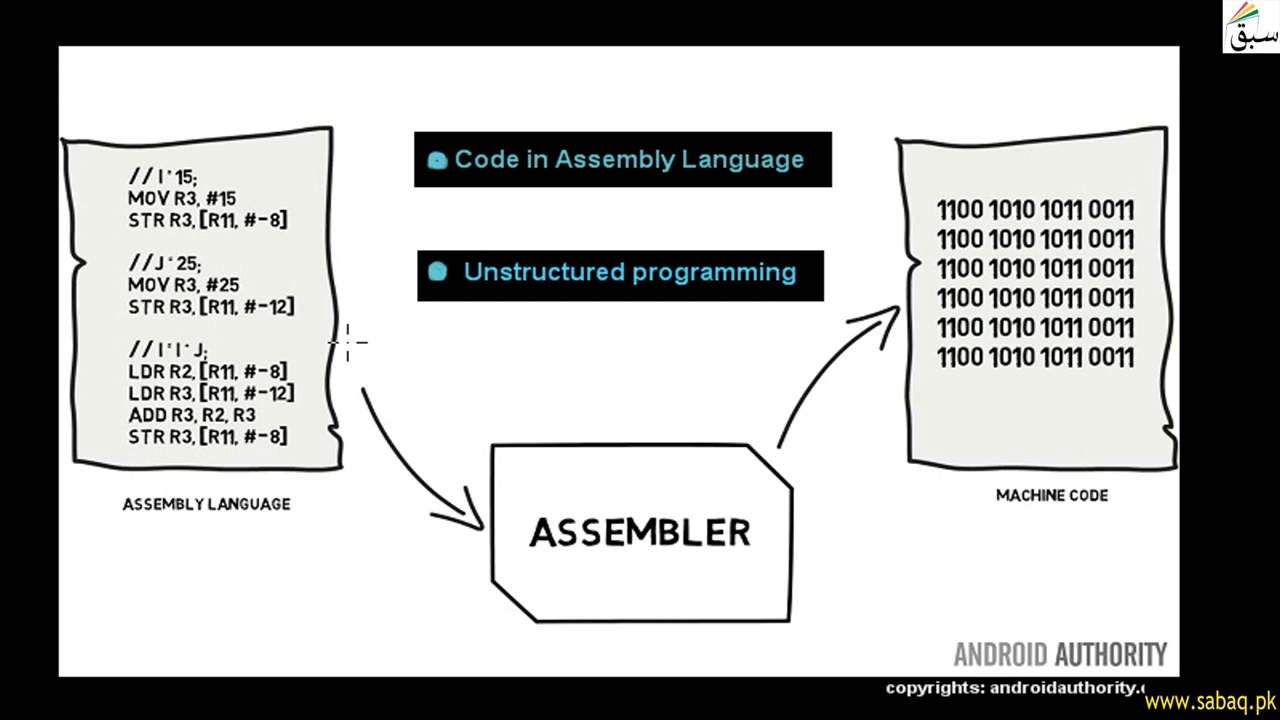 سبق
Code in Assembly Language
Unstructured programming
//I=15;
MOV R3, #15
STR R3, [R11, #-8]
//J=25;
MOV R3, #25
STR R3, [R11, #-12]
//I=I*J;
LDR R2, [R11, #-8]
LDR R3, [R11, #-12]
ADD R3, R2, R3
STR R3, [R11, #-8]
ASSEMBLY LANGUAGE
ASSEMBLER
1100 1010 1011 0011
1100 1010 1011 0011
1100 1010 1011 0011
1100 1010 1011 0011
1100 1010 1011 0011
1100 1010 1011 0011
MACHINE CODE
ANDROID AUTHORITY
copyrights: androidauthority.c
www.sabaq.pk